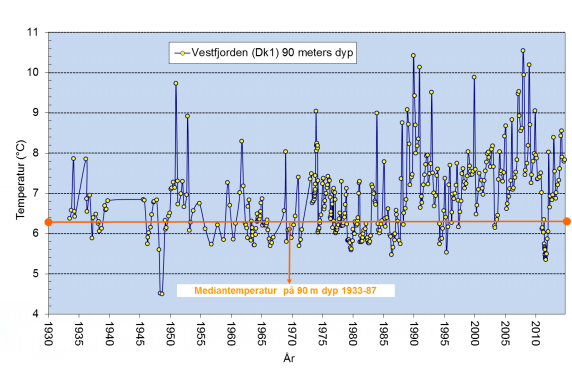 11
10
9
8
7
6
5
4
Temperatur (°C)
Vestfjorden (Dk1) 90 meters dyp
Mediantemperatur på 90 m dyp 1933-87
1930 1935 1940 1945 1950 1955 1960 1965 1970 1975 1980 1985 1990 1995 2000 2005 2010
År